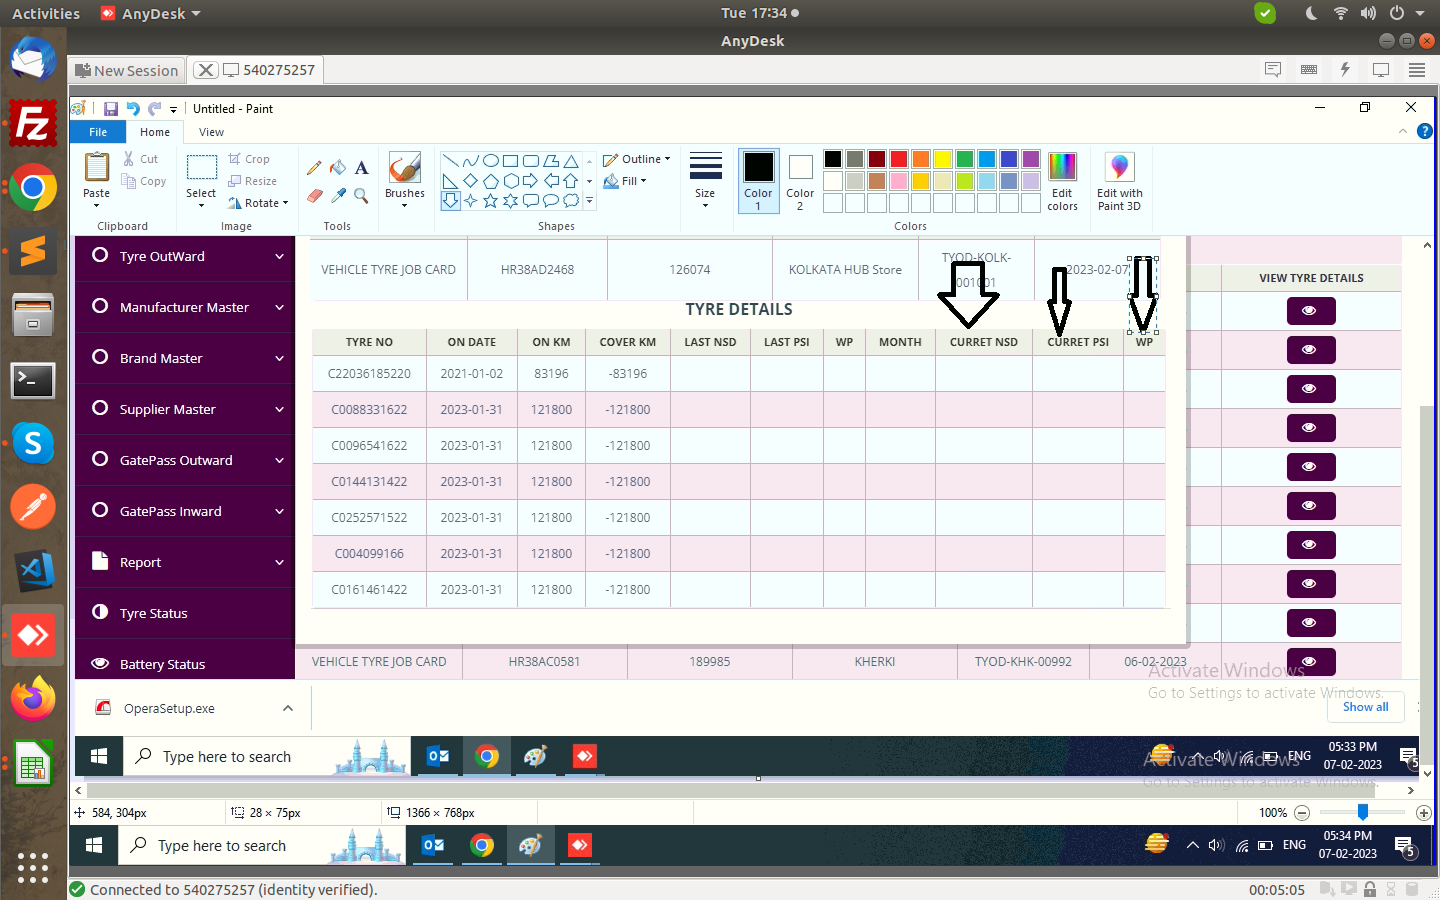 Activities AnyDesk Tue 17:34
AnyDesk
New Session 540275257
Untitled - Paint
File Home View
Paste Cut Copy
Select Crop Resize Rotate
Brushes
Outline
Fill
Size
Color 1
Color 2
Edit colors
Edit with Paint 3D
Clipboard Image Tools Shapes Colors
Tyre OutWard
Manufacturer Master
Brand Master
Supplier Master
GatePass Outward
GatePass Inward
Report
Tyre Status
Battery Status
VEHICLE TYRE JOB CARD HR38AD2468 126074 KOLKATA HUB Store TYOD-KOLK-001001 2023-02-07
VIEW TYRE DETAILS
TYRE DETAILS
TYRE NO ON DATE ON KM COVER KM LAST NSD LAST PSI WP MONTH CURRET NSD CURRET PSI WP
C22036185220 2021-01-02 83196 -83196
C0088331622 2023-01-31 121800 -121800
C0096541622 2023-01-31 121800 -121800
C0144131422 2023-01-31 121800 -121800
C0252571522 2023-01-31 121800 -121800
C004099166 2023-01-31 121800 -121800
C0161461422 2023-01-31 121800 -121800
VEHICLE TYRE JOB CARD HR38AC0581 189985 KHERKI TYOD-KHK-00992 06-02-2023
Activate Windows
Go to Settings to activate Windows.
OperaSetup.exe
Show all
Type here to search
ENG 05:33 PM
07-02-2023
5
Activate Windows
Go to Settings to activate Windows.
584, 304px 28 × 75px 1366 × 768px 100%
Type here to search
ENG 05:34 PM
07-02-2023
5
Connected to 540275257 (identity verified). 00:05:05